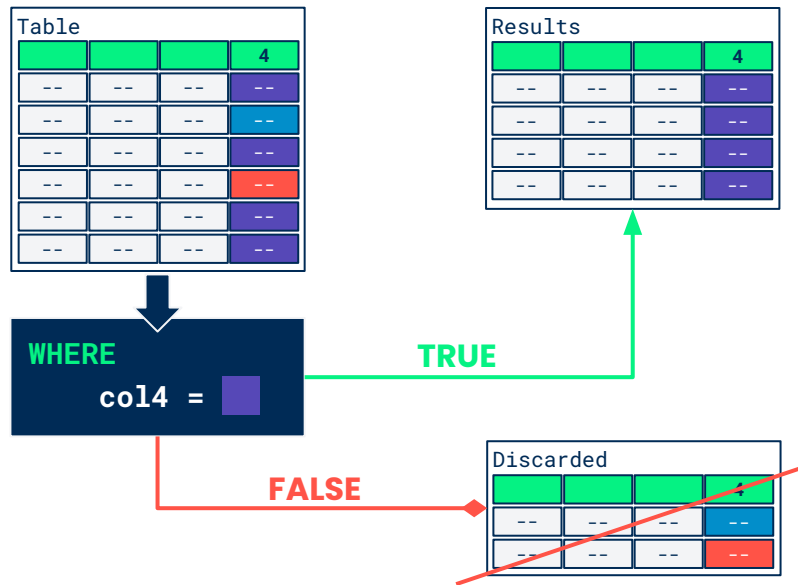 Table
4
-- -- -- --
-- -- -- --
-- -- -- --
-- -- -- --
-- -- -- --
-- -- -- --
WHERE
col4 =
TRUE
Results
4
-- -- -- --
-- -- -- --
-- -- -- --
-- -- -- --
FALSE
Discarded
4
-- -- -- --
-- -- -- --